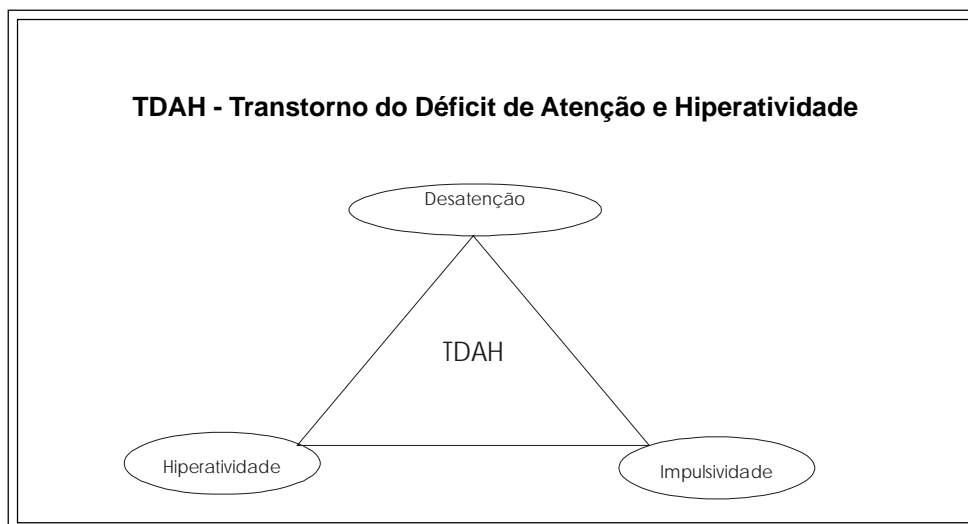 TDAH - Transtorno do Déficit de Atenção e Hiperatividade
Desatenção
TDAH
Hiperatividade
Impulsividade